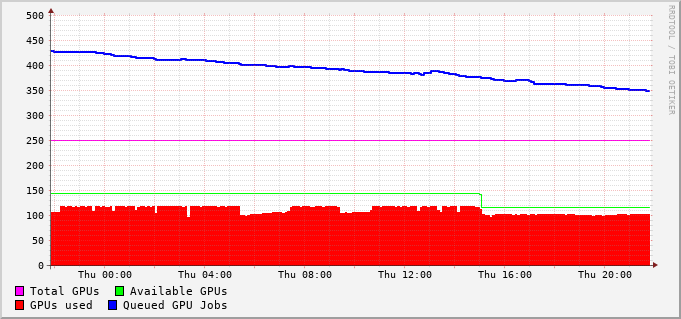 500
450
400
350
300
250
200
150
100
50
0
Thu 00:00 Thu 04:00 Thu 08:00 Thu 12:00 Thu 16:00 Thu 20:00
Total GPUs Available GPUs
GPUs used Queued GPU Jobs
RRDTOOL / TOBI OETIKER